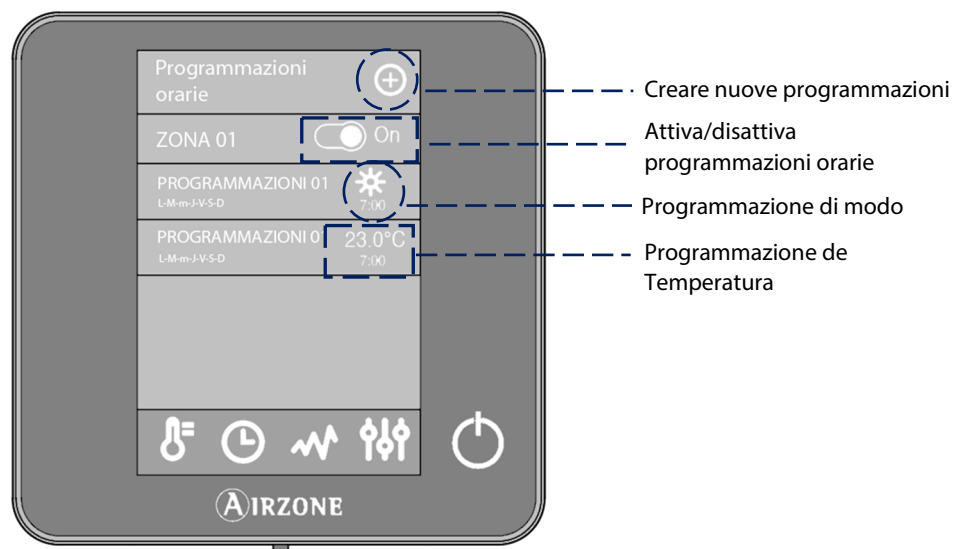 Programmazioni
orarie
Creare nuove programmazioni
ZONA 01
On
Attiva/disattiva
programmazioni orarie
PROGRAMMAZIONI 01
L-M-m-J-V-S-D
7:00
Programmazione di modo
PROGRAMMAZIONI 0
L-M-m-J-V-S-D
23.0°C
7:00
Programmazione de
Temperatura
AIRZONE